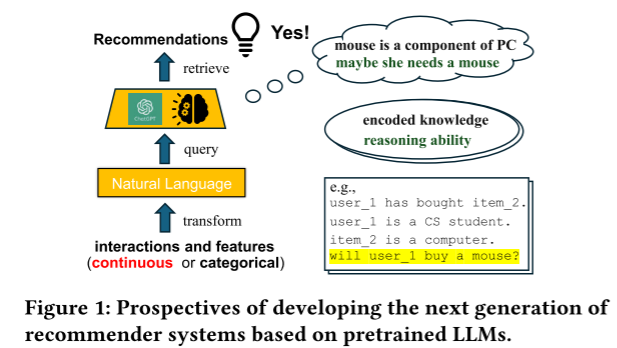 Recommendations
Yes!
mouse is a component of PC
maybe she needs a mouse
retrieve
ChatGPT
encoded knowledge
reasoning ability
query
Natural Language
transform
e.g.,
user_1 has bought item_2.
user_1 is a CS student.
item_2 is a computer.
will user_1 buy a mouse?
interactions and features
(continuous or categorical)
Figure 1: Prospectives of developing the next generation of
recommender systems based on pretrained LLMs.